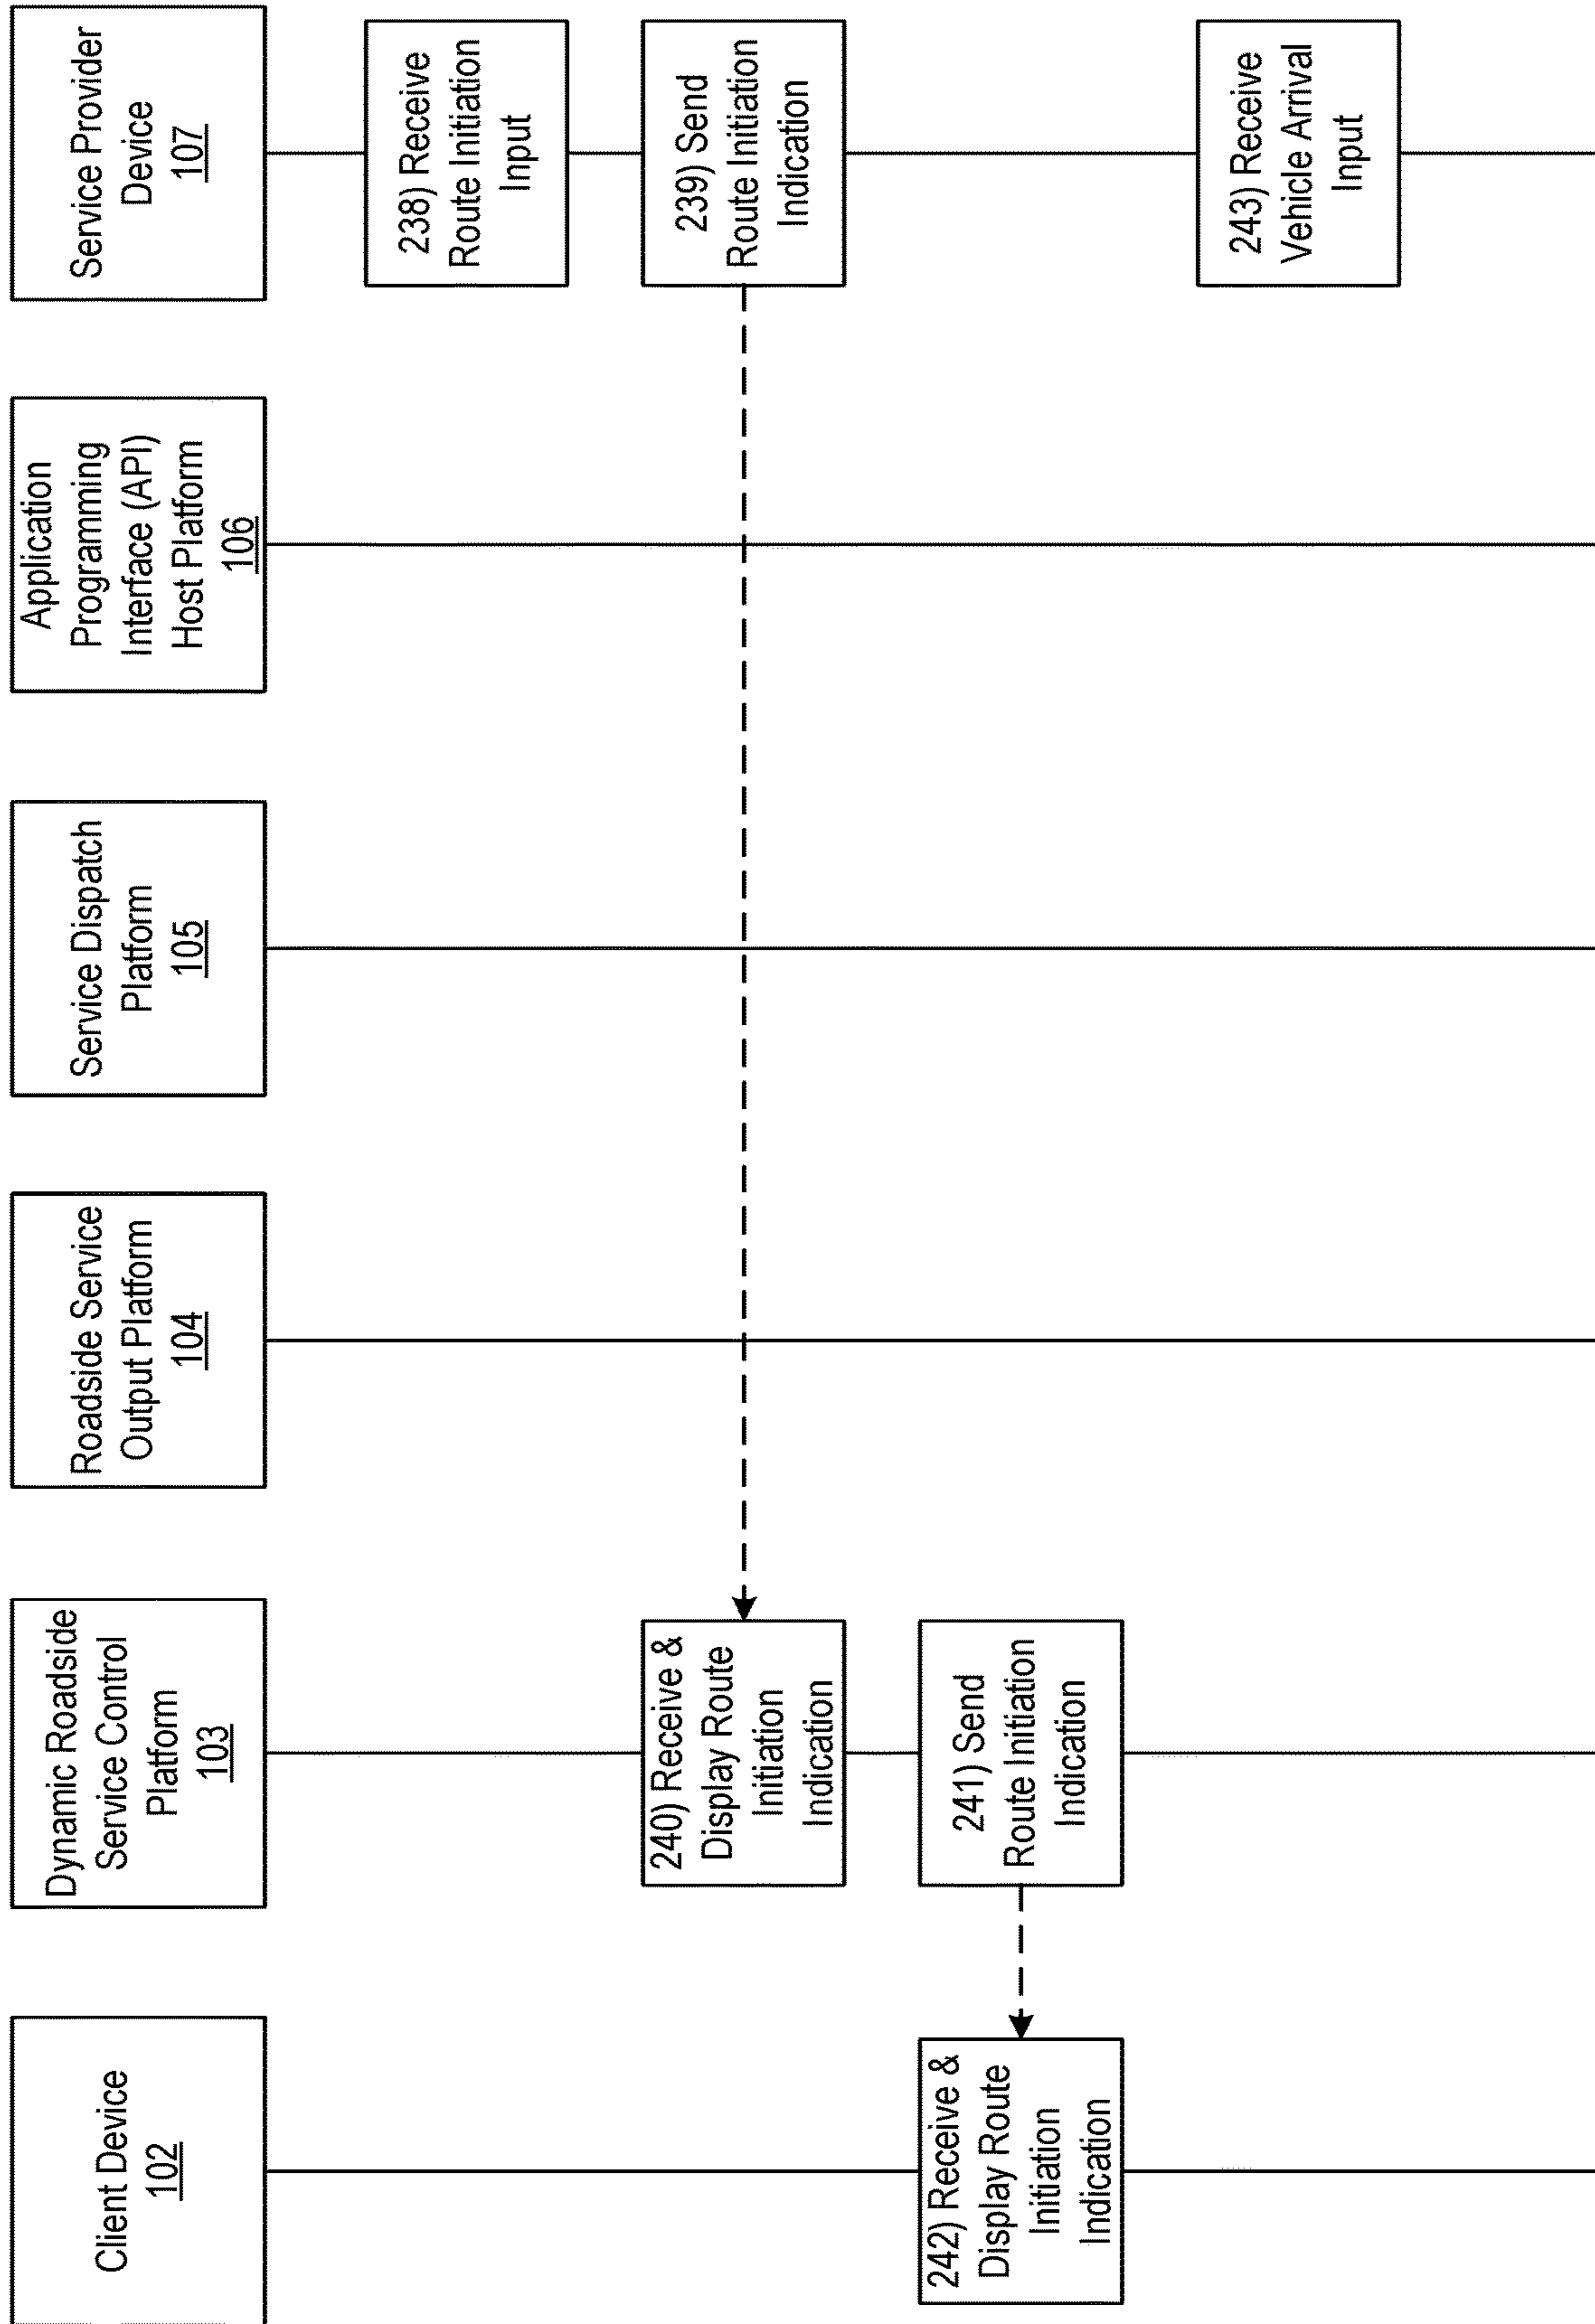 Client Device
102
Dynamic Roadside
Service Control
Platform
103
Roadside Service
Output Platform
104
Service Dispatch
Platform
105
Application
Programming
Interface (API)
Host Platform
106
Service Provider
Device
107
238) Receive
Route Initiation
Input
240) Receive &
Display Route
Initiation
Indication
239) Send
Route Initiation
Indication
242) Receive &
Display Route
Initiation
Indication
241) Send
Route Initiation
Indication
243) Receive
Vehicle Arrival
Input